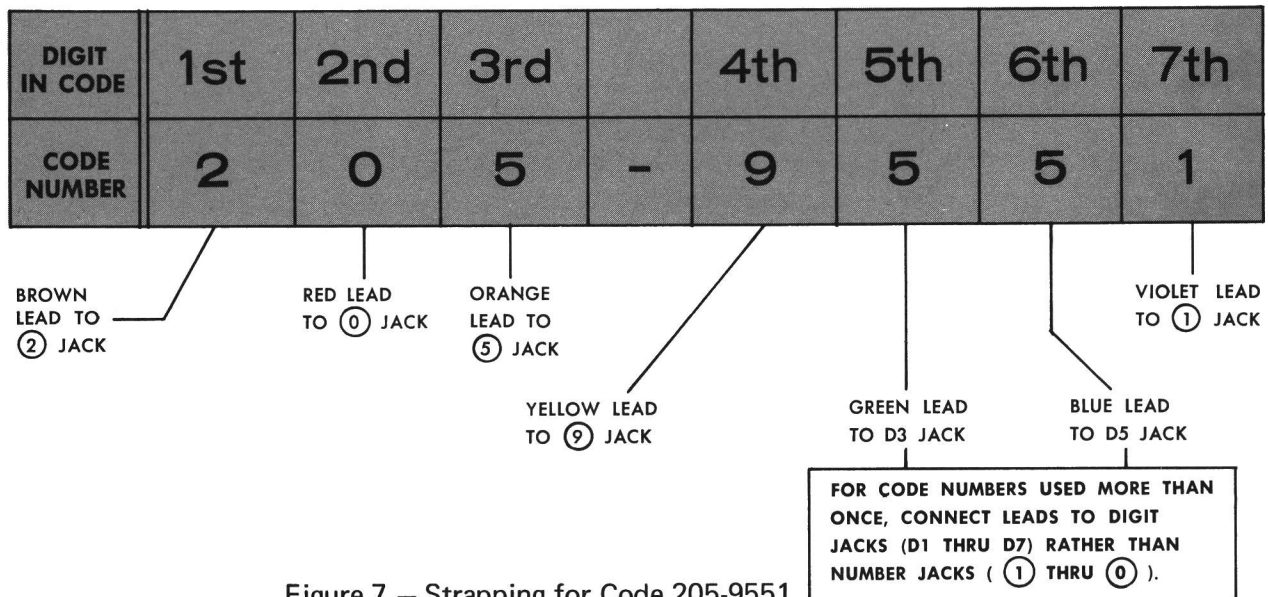 DIGIT IN CODE 1st 2nd 3rd 4th 5th 6th 7th
CODE NUMBER 2 0 5 - 9 5 5 1
BROWN
LEAD TO
2 JACK
RED LEAD
TO 0 JACK
ORANGE
LEAD TO
5 JACK
YELLOW LEAD
TO 9 JACK
GREEN LEAD
TO D3 JACK
BLUE LEAD
TO D5 JACK
VIOLET LEAD
TO 1 JACK
FOR CODE NUMBERS USED MORE THAN
ONCE, CONNECT LEADS TO DIGIT
JACKS (D1 THRU D7) RATHER THAN
NUMBER JACKS ( 1 THRU 0 ).
Figure 7 — Strapping for Code 205-9551